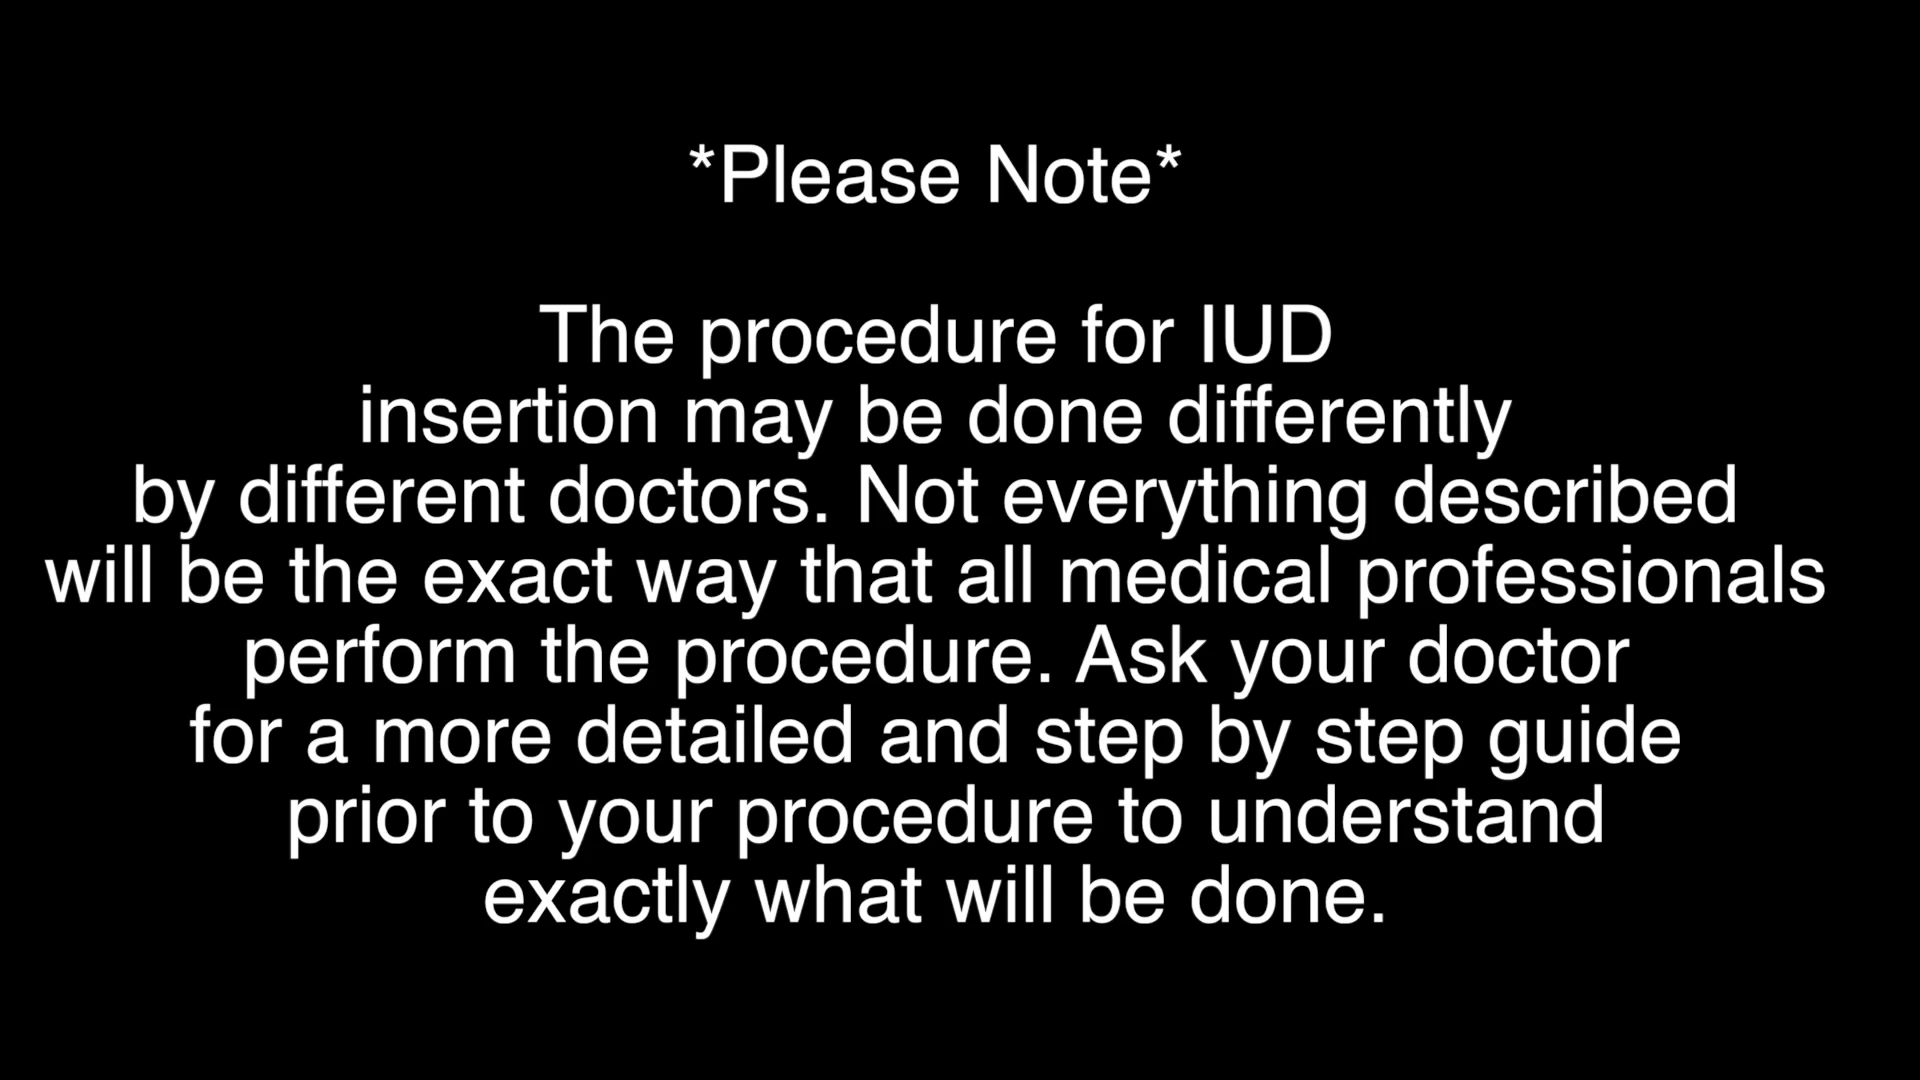 *Please Note*
The procedure for IUD
insertion may be done differently
by different doctors. Not everything described
will be the exact way that all medical professionals
perform the procedure. Ask your doctor
for a more detailed and step by step guide
prior to your procedure to understand
exactly what will be done.